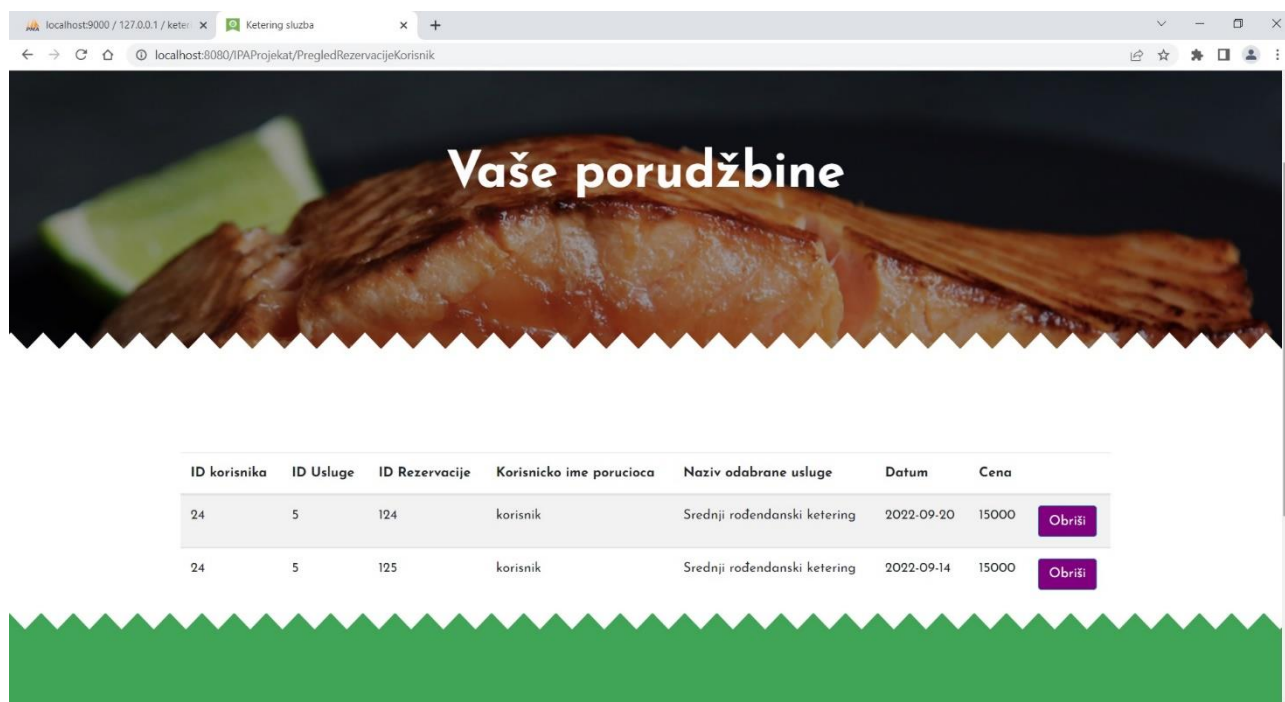 localhost:9000 / 127.0.0.1 / keteri
Ketering sluzba
localhost:8080/IPAProjekat/PregledRezervacijeKorisnik
Vaše porudžbine
ID korisnika ID Usluge ID Rezervacije Korisnicko ime porucioca Naziv odabrane usluge Datum Cena
24 5 124 korisnik Srednji rođendanski ketering 2022-09-20 15000 Obriši
24 5 125 korisnik Srednji rođendanski ketering 2022-09-14 15000 Obriši